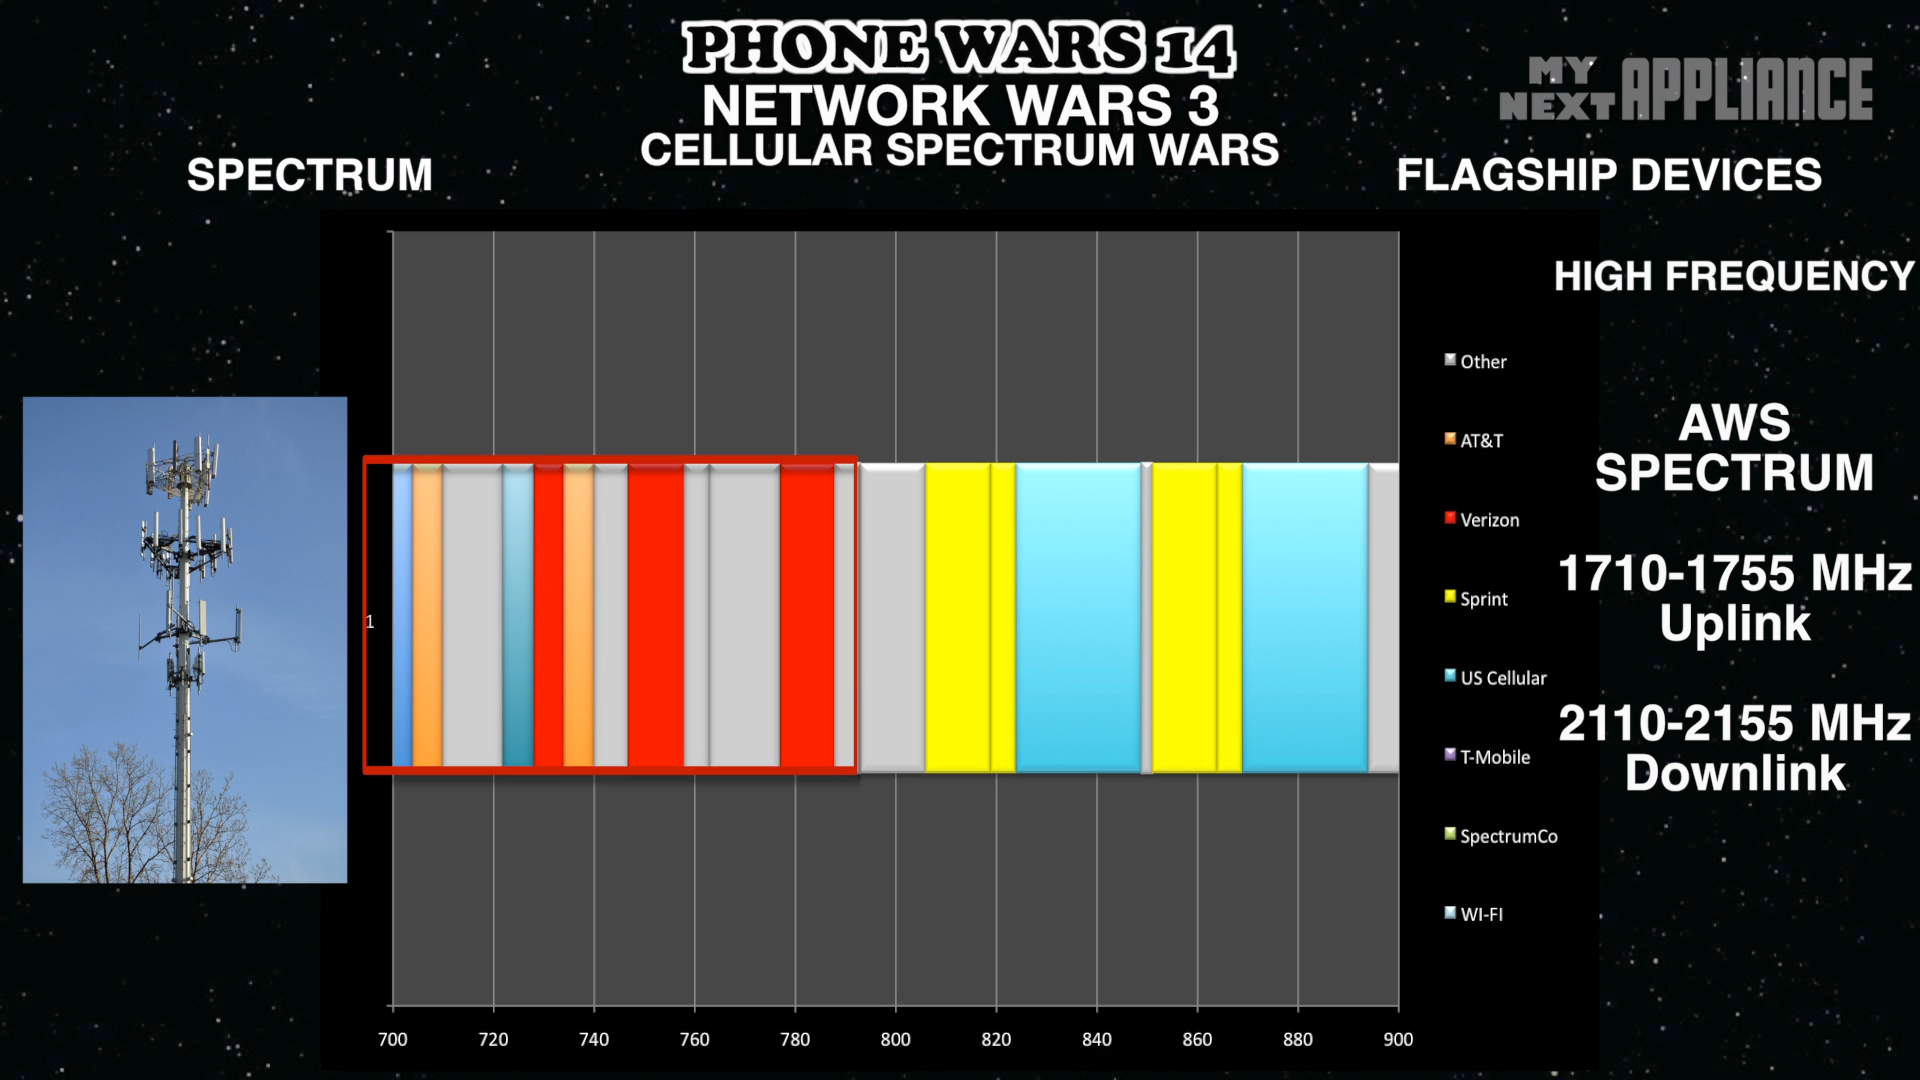 PHONE WARS 14
NETWORK WARS 3
CELLULAR SPECTRUM WARS
MY NEXT APPLIANCE
SPECTRUM
FLAGSHIP DEVICES
HIGH FREQUENCY
Other
AT&T
Verizon
Sprint
US Cellular
T-Mobile
SpectrumCo
WI-FI
AWS
SPECTRUM
1710-1755 MHz
Uplink
2110-2155 MHz
Downlink
1
700 720 740 760 780 800 820 840 860 880 900